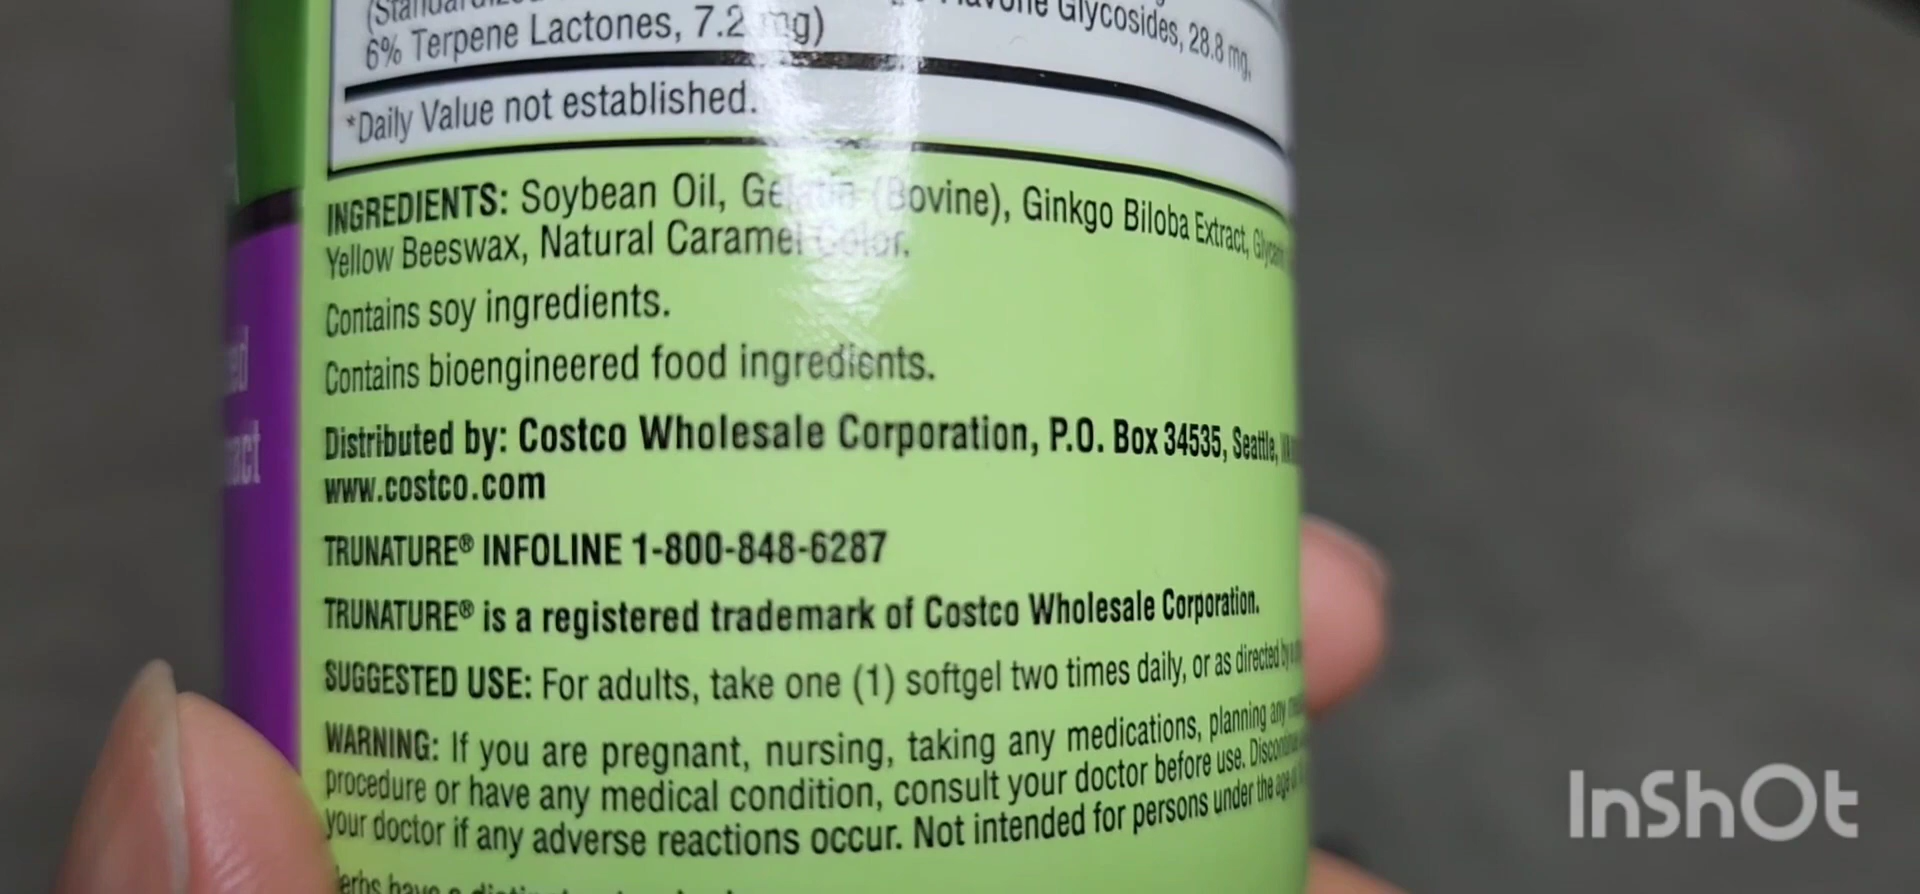 Glycosides, 28.8 mg,
6% Terpene Lactones, 7.2 mg)
*Daily Value not established.
INGREDIENTS: Soybean Oil, Gelatin (Bovine), Ginkgo Biloba Extract,
Yellow Beeswax, Natural Caramel Color.
Contains soy ingredients.
Contains bioengineered food ingredients.
Distributed by: Costco Wholesale Corporation, P.O. Box 34535, Seattle,
www.costco.com
TRUNATURE® INFOLINE 1-800-848-6287
TRUNATURE® is a registered trademark of Costco Wholesale Corporation.
SUGGESTED USE: For adults, take one (1) softgel two times daily, or as directed by
WARNING: If you are pregnant, nursing, taking any medications, planning any
procedure or have any medical condition, consult your doctor before use.
your doctor if any adverse reactions occur. Not intended for persons under the age
InShOt